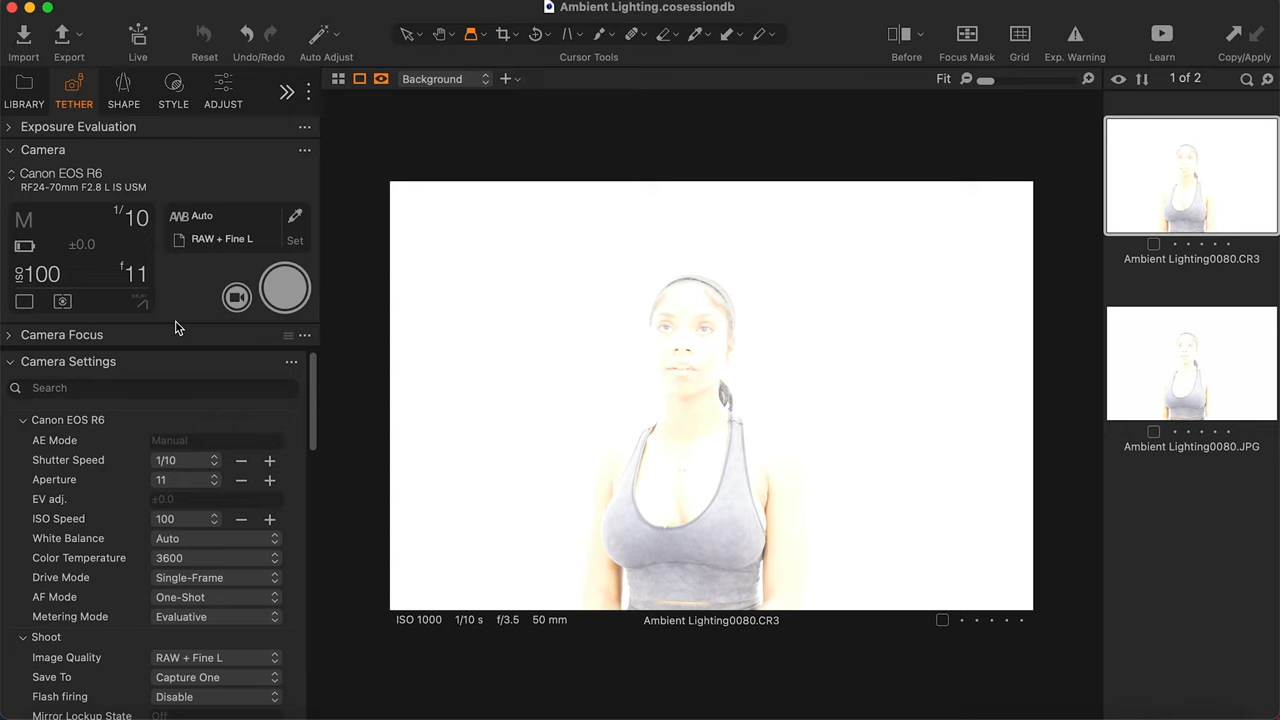 Ambient Lighting.cosessiondb
Import
Export
Live
Reset
Undo/Redo
Auto Adjust
Cursor Tools
Before
Focus Mask
Grid
Exp. Warning
Learn
Copy/Apply
LIBRARY
TETHER
SHAPE
STYLE
ADJUST
Background
Fit
1 of 2
Exposure Evaluation
Camera
Canon EOS R6
RF24-70mm F2.8 L IS USM
M
1/10
AWB Auto
±0.0
RAW + Fine L
Set
ISO 100
f11
Camera Focus
Camera Settings
Search
Canon EOS R6
AE Mode Manual
Shutter Speed 1/10
Aperture 11
EV adj. ±0.0
ISO Speed 100
White Balance Auto
Color Temperature 3600
Drive Mode Single-Frame
AF Mode One-Shot
Metering Mode Evaluative
Shoot
Image Quality RAW + Fine L
Save To Capture One
Flash firing Disable
Mirror Lockup State Off
ISO 1000 1/10 s f/3.5 50 mm
Ambient Lighting0080.CR3
Ambient Lighting0080.CR3
Ambient Lighting0080.JPG